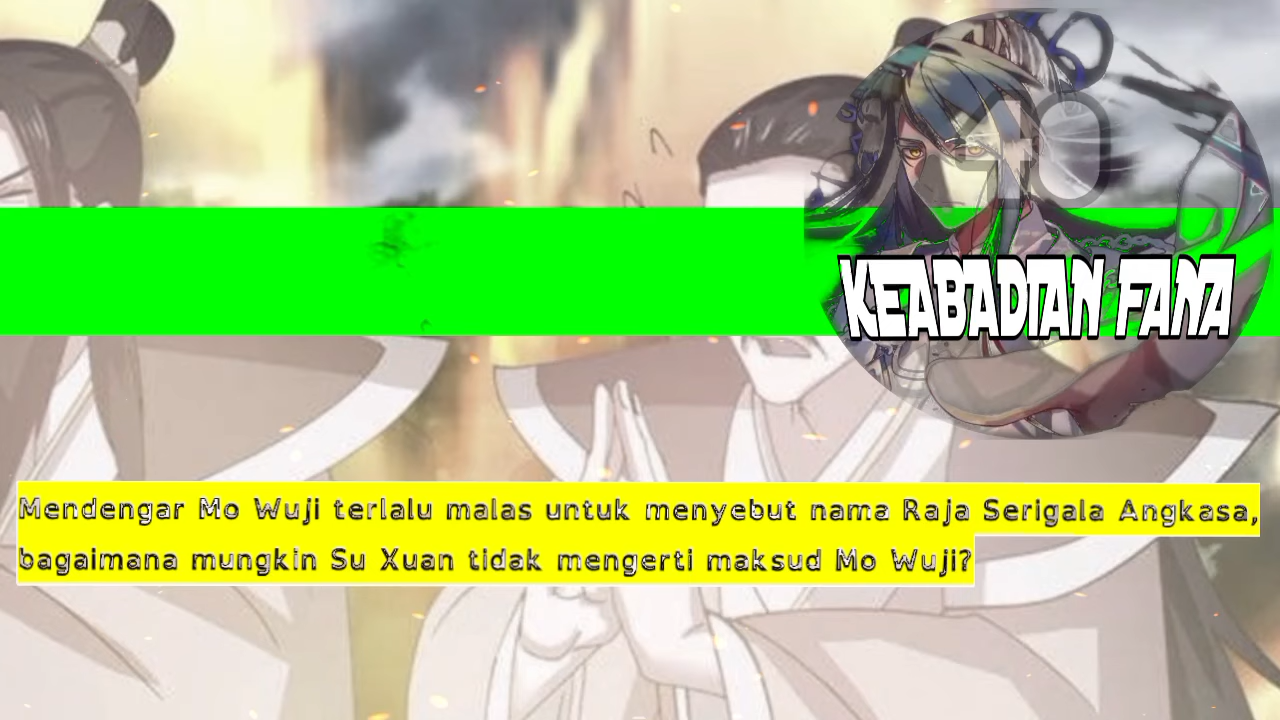 KEABADIAN FANA
Mendengar Mo Wuji terlalu malas untuk menyebut nama Raja Serigala Angkasa,
bagaimana mungkin Su Xuan tidak mengerti maksud Mo Wuji?